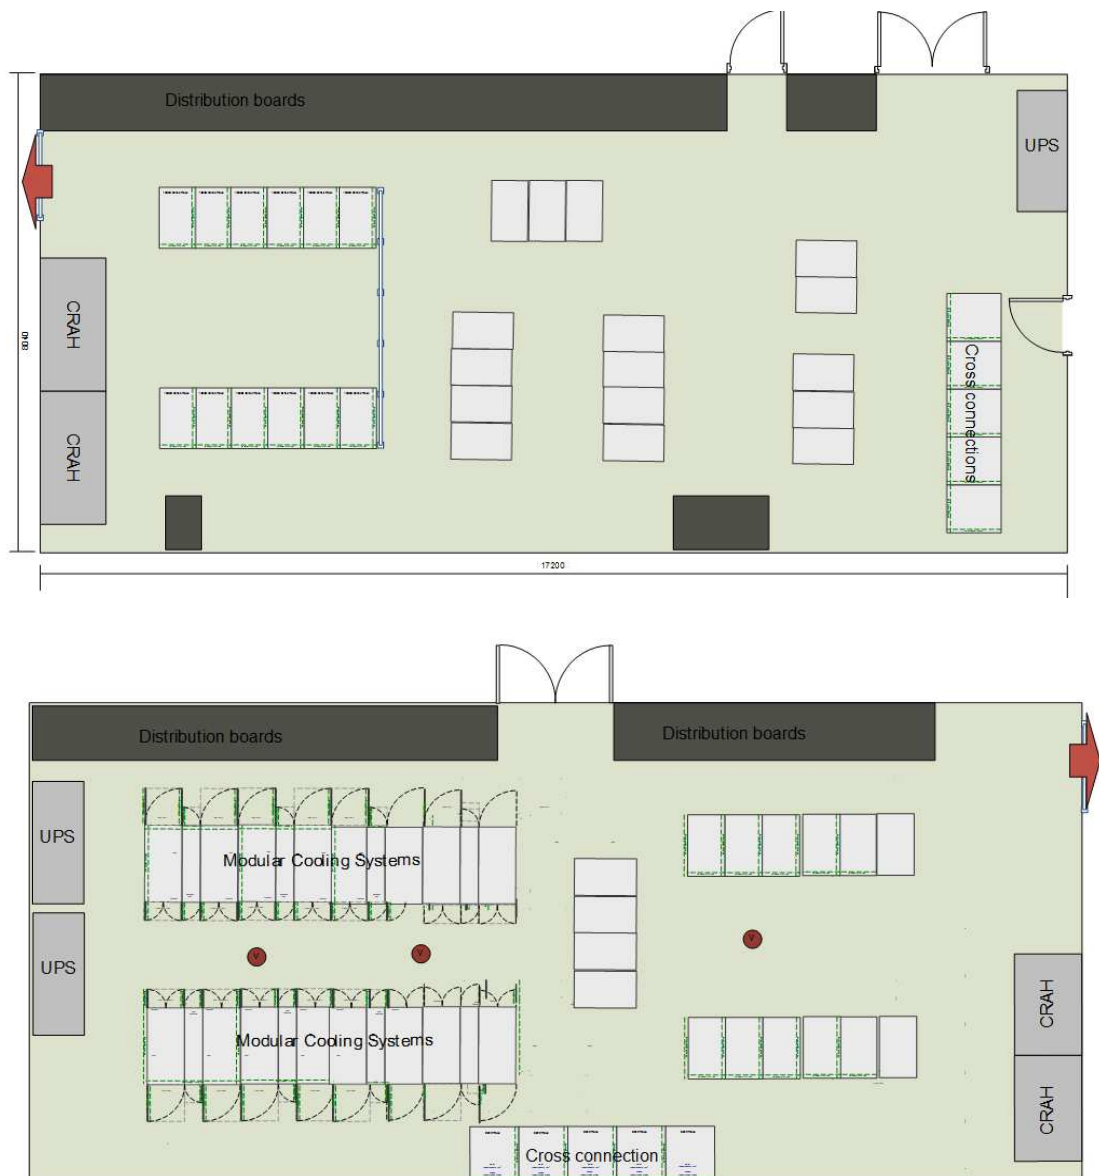 Distribution boards
UPS
CRAH
8040
CRAH
Cross connections
17200
Distribution boards
Distribution boards
UPS
Modular Cooling Systems
V
V
V
UPS
CRAH
Modular Cooling Systems
CRAH
Cross connection